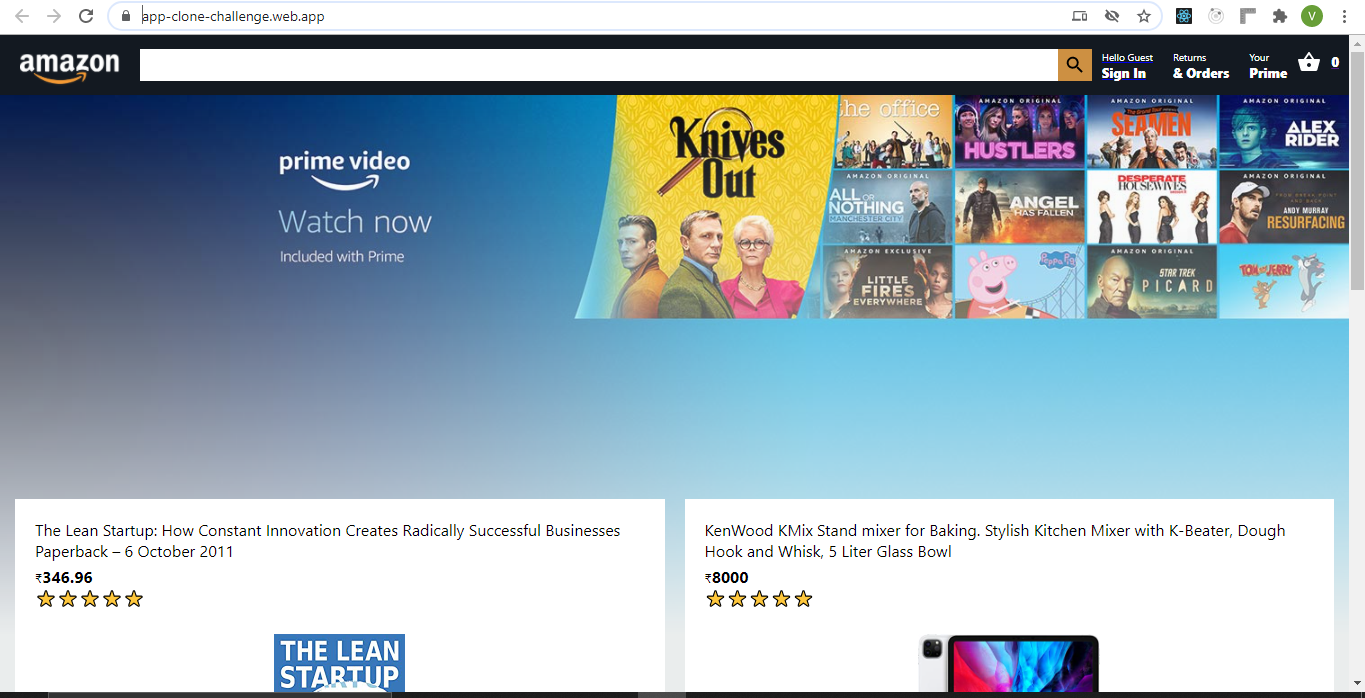 app-clone-challenge.web.app
V
amazon
Hello Guest
Sign In
Returns
& Orders
Your
Prime
0
prime video
Watch now
Included with Prime
Knives
Out
the office
AMAZON ORIGINAL
HUSTLERS
AMAZON ORIGINAL
SEAMEN
AMAZON ORIGINAL
ALEX
RIDER
AMAZON ORIGINAL
ALL OR
NOTHING
MANCHESTER CITY
ANGEL
HAS FALLEN
DESPERATE
HOUSEWIVES
AMAZON ORIGINAL
FROM BREAK POINT
AND BACK
ANDY MURRAY
RESURFACING
AMAZON EXCLUSIVE
LITTLE
FIRES
EVERYWHERE
Peppa Pig
AMAZON ORIGINAL
STAR TREK
PICARD
TOM AND JERRY
The Lean Startup: How Constant Innovation Creates Radically Successful Businesses
Paperback – 6 October 2011
₹346.96
THE LEAN
STARTUP
KenWood KMix Stand mixer for Baking. Stylish Kitchen Mixer with K-Beater, Dough
Hook and Whisk, 5 Liter Glass Bowl
₹8000